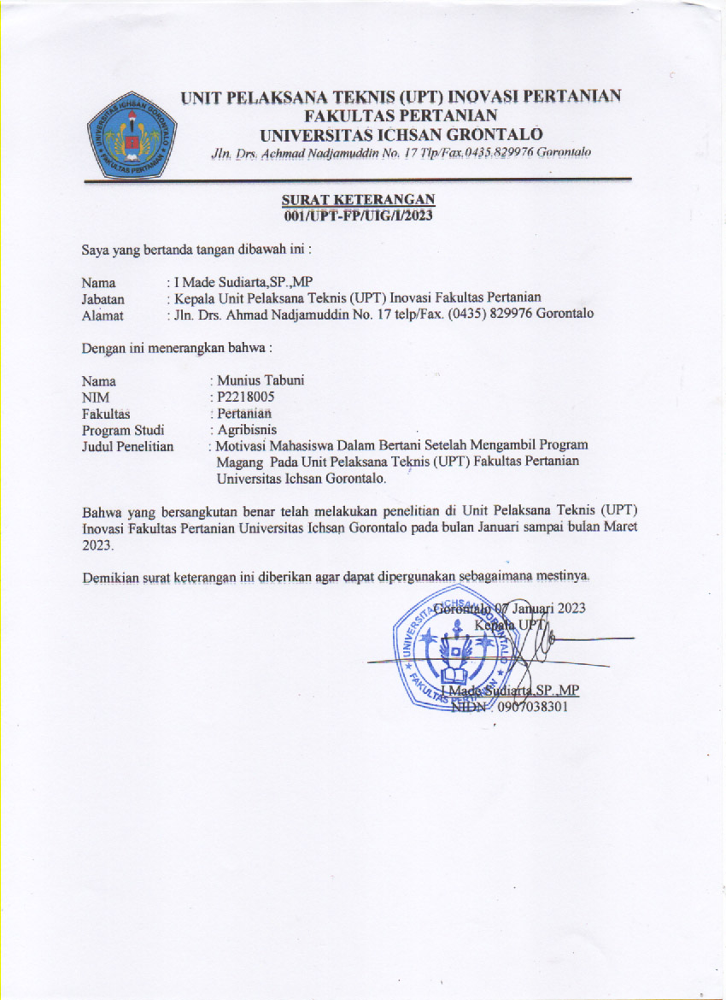 UNIT PELAKSANA TEKNIS (UPT) INOVASI PERTANIAN
FAKULTAS PERTANIAN
UNIVERSITAS ICHSAN GRONTALO
Jln. Drs. Achmad Nadjamuddin No. 17 Tlp/Fax.0435.829976 Gorontalo
UNIVERSITAS ICHSAN GORONTALO
FAKULTAS PERTANIAN
SURAT KETERANGAN
001/UPT-FP/UIG/I/2023
Saya yang bertanda tangan dibawah ini :
Nama : I Made Sudiarta,SP.,MP
Jabatan : Kepala Unit Pelaksana Teknis (UPT) Inovasi Fakultas Pertanian
Alamat : Jln. Drs. Ahmad Nadjamuddin No. 17 telp/Fax. (0435) 829976 Gorontalo
Dengan ini menerangkan bahwa :
Nama : Munius Tabuni
NIM : P2218005
Fakultas : Pertanian
Program Studi : Agribisnis
Judul Penelitian : Motivasi Mahasiswa Dalam Bertani Setelah Mengambil Program
Magang Pada Unit Pelaksana Teknis (UPT) Fakultas Pertanian
Universitas Ichsan Gorontalo.
Bahwa yang bersangkutan benar telah melakukan penelitian di Unit Pelaksana Teknis (UPT)
Inovasi Fakultas Pertanian Universitas Ichsan Gorontalo pada bulan Januari sampai bulan Maret
2023.
Demikian surat keterangan ini diberikan agar dapat dipergunakan sebagaimana mestinya.
Gorontalo 07 Januari 2023
Kepala UPT
UNIVERSITAS ICHSAN GORONTALO
FAKULTAS PERTANIAN
I Made Sudiarta,SP.,MP
NIDN : 0907038301